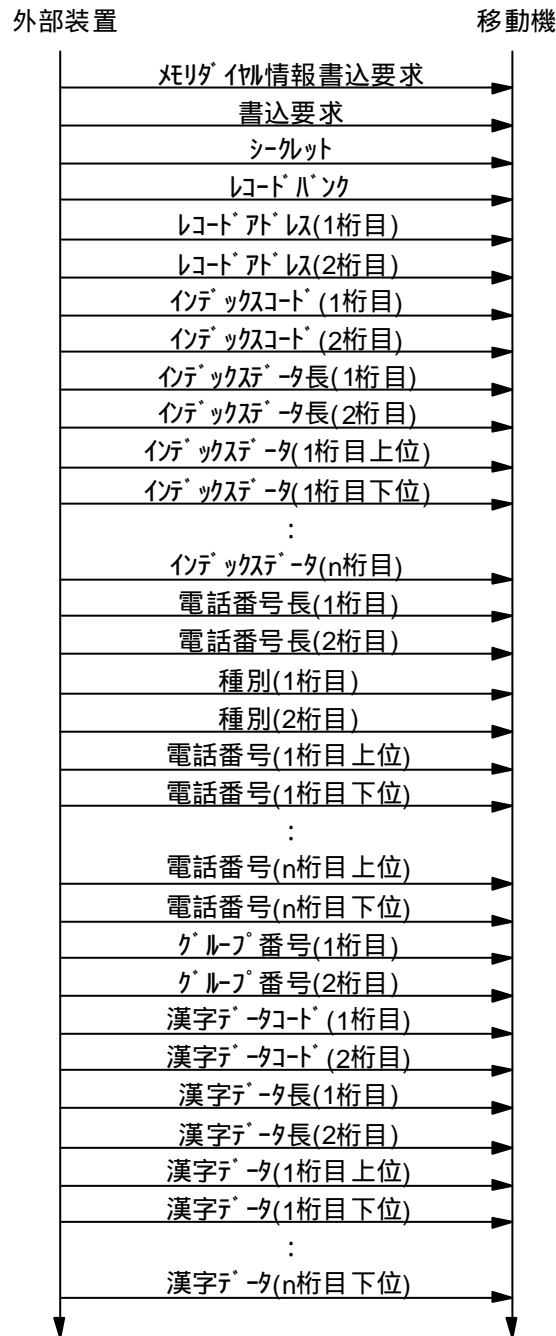 外部装置 移動機
ﾒﾓﾘﾀﾞｲﾔﾙ情報書込要求
書込要求
ｼｰｸﾚｯﾄ
ﾚｺｰﾄﾞﾊﾞﾝｸ
ﾚｺｰﾄﾞｱﾄﾞﾚｽ(1桁目)
ﾚｺｰﾄﾞｱﾄﾞﾚｽ(2桁目)
ｲﾝﾃﾞｯｸｽｺｰﾄﾞ(1桁目)
ｲﾝﾃﾞｯｸｽｺｰﾄﾞ(2桁目)
ｲﾝﾃﾞｯｸｽﾃﾞｰﾀ長(1桁目)
ｲﾝﾃﾞｯｸｽﾃﾞｰﾀ長(2桁目)
ｲﾝﾃﾞｯｸｽﾃﾞｰﾀ(1桁目上位)
ｲﾝﾃﾞｯｸｽﾃﾞｰﾀ(1桁目下位)
:
ｲﾝﾃﾞｯｸｽﾃﾞｰﾀ(n桁目)
電話番号長(1桁目)
電話番号長(2桁目)
種別(1桁目)
種別(2桁目)
電話番号(1桁目上位)
電話番号(1桁目下位)
:
電話番号(n桁目上位)
電話番号(n桁目下位)
ｸﾞﾙｰﾌﾟ番号(1桁目)
ｸﾞﾙｰﾌﾟ番号(2桁目)
漢字ﾃﾞｰﾀｺｰﾄﾞ(1桁目)
漢字ﾃﾞｰﾀｺｰﾄﾞ(2桁目)
漢字ﾃﾞｰﾀ長(1桁目)
漢字ﾃﾞｰﾀ長(2桁目)
漢字ﾃﾞｰﾀ(1桁目上位)
漢字ﾃﾞｰﾀ(1桁目下位)
:
漢字ﾃﾞｰﾀ(n桁目下位)